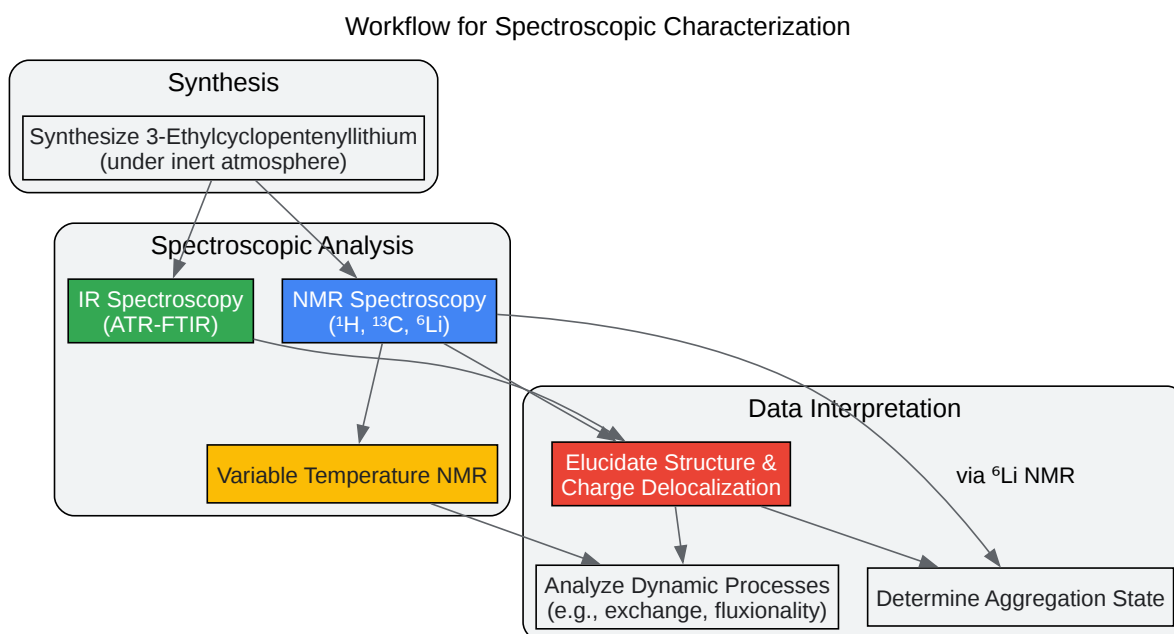 Workflow for Spectroscopic Characterization
Synthesis
Synthesize 3-Ethylcyclopentenyllithium
(under inert atmosphere)
Spectroscopic Analysis
IR Spectroscopy
(ATR-FTIR)
NMR Spectroscopy
(¹H, ¹³C, ⁶Li)
Variable Temperature NMR
Data Interpretation
Elucidate Structure &
Charge Delocalization
via ⁶Li NMR
Analyze Dynamic Processes
(e.g., exchange, fluxionality)
Determine Aggregation State